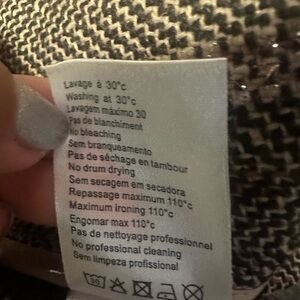 Lavage à 30°c
Washing at 30°c
Lavagem máximo 30
Pas de blanchiment
No bleaching
Sem branqueamento
Pas de séchage en tambour
No drum drying
Sem secagem em secadora
Repassage maximum 110°c
Maximum ironing 110°c
Engomar max 110°c
Pas de nettoyage professionnel
No professional cleaning
Sem limpeza profissional
30